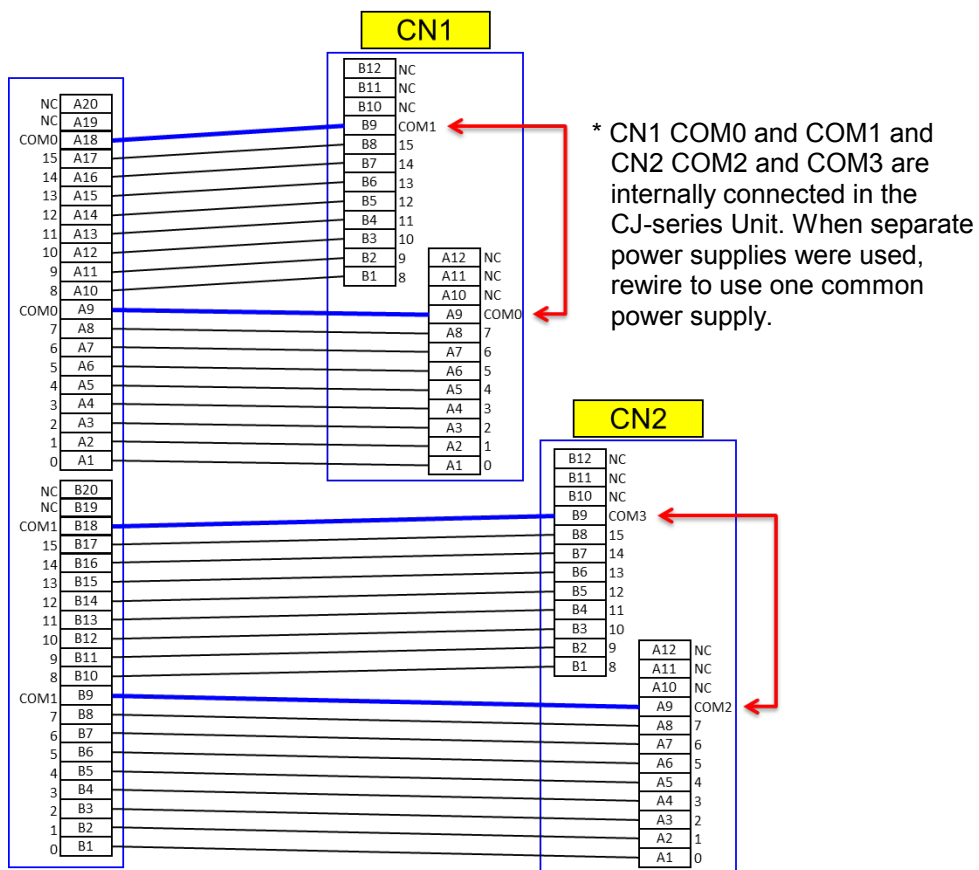 CN1
B12 NC
B11 NC
B10 NC
B9 COM1
B8 15
B7 14
B6 13
B5 12
B4 11
B3 10
B2 9
B1 8
A12 NC
A11 NC
A10 NC
A9 COM0
A8 7
A7 6
A6 5
A5 4
A4 3
A3 2
A2 1
A1 0
NC A20
NC A19
COM0 A18
15 A17
14 A16
13 A15
12 A14
11 A13
10 A12
9 A11
8 A10
COM0 A9
7 A8
6 A7
5 A6
4 A5
3 A4
2 A3
1 A2
0 A1
NC B20
NC B19
COM1 B18
15 B17
14 B16
13 B15
12 B14
11 B13
10 B12
9 B11
8 B10
COM1 B9
7 B8
6 B7
5 B6
4 B5
3 B4
2 B3
1 B2
0 B1
* CN1 COM0 and COM1 and
CN2 COM2 and COM3 are
internally connected in the
CJ-series Unit. When separate
power supplies were used,
rewire to use one common
power supply.
CN2
B12 NC
B11 NC
B10 NC
B9 COM3
B8 15
B7 14
B6 13
B5 12
B4 11
B3 10
B2 9
B1 8
A12 NC
A11 NC
A10 NC
A9 COM2
A8 7
A7 6
A6 5
A5 4
A4 3
A3 2
A2 1
A1 0